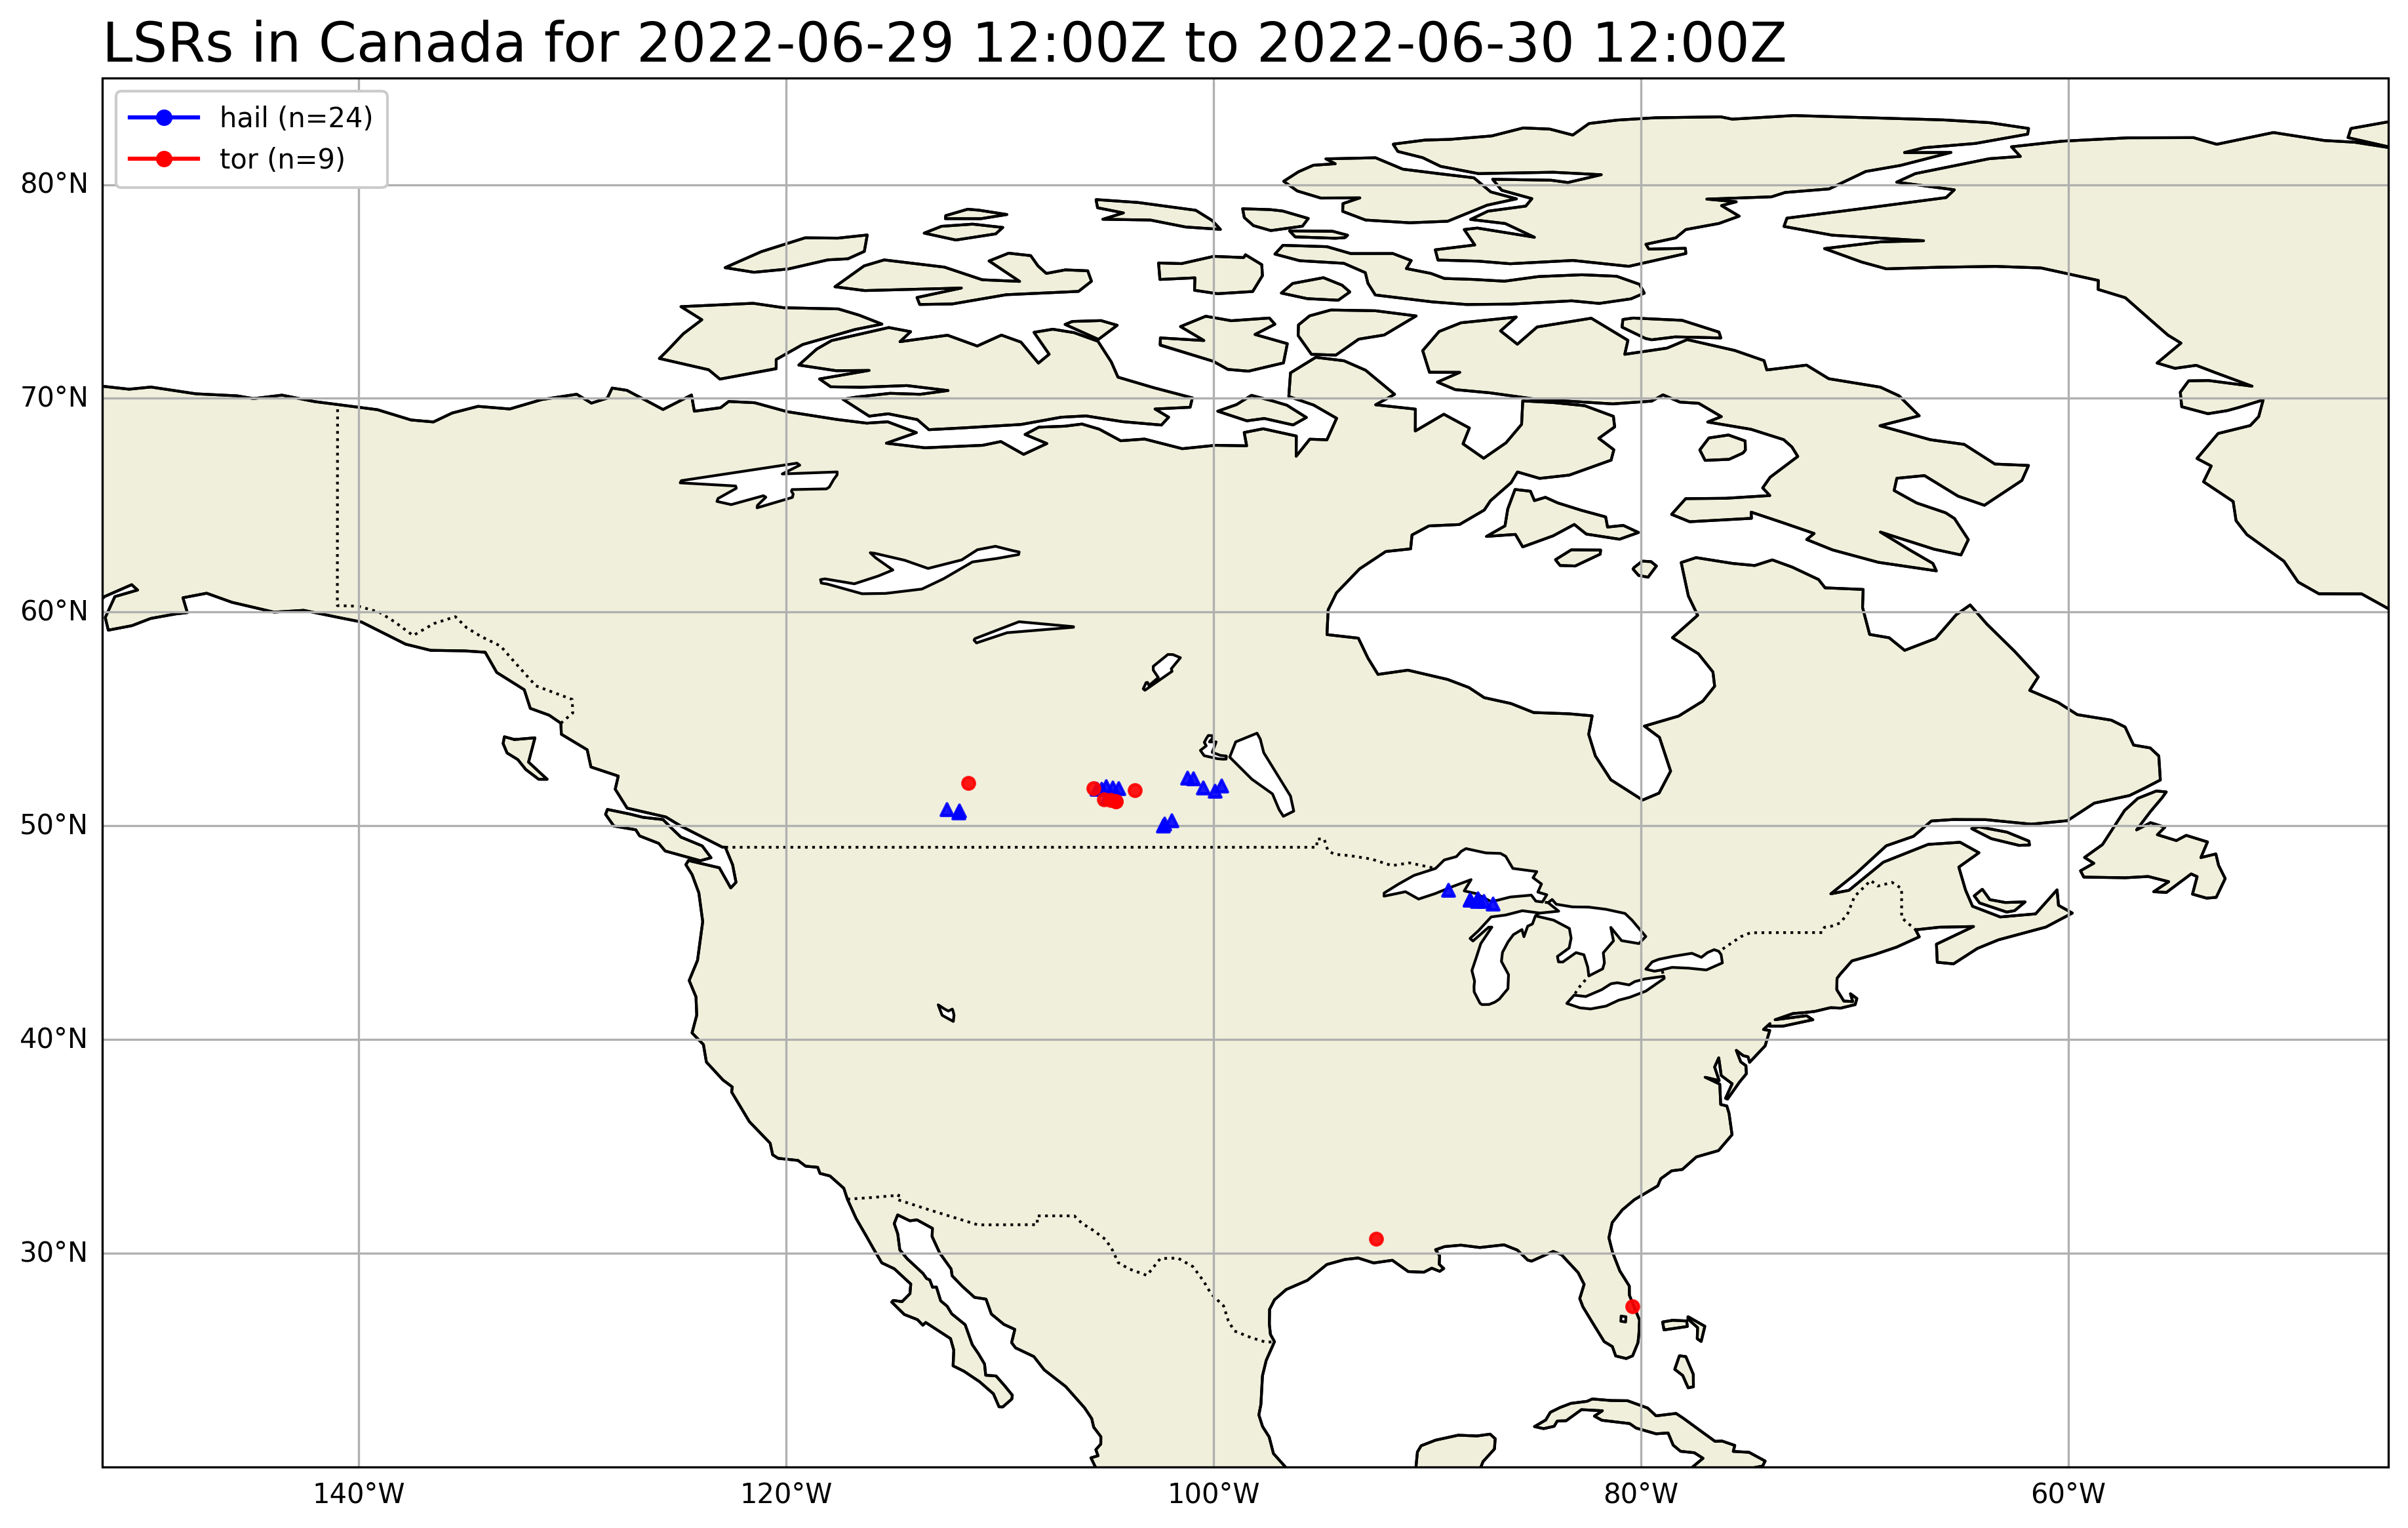 LSRs in Canada for 2022-06-29 12:00Z to 2022-06-30 12:00Z
hail (n=24)
tor (n=9)
80°N
70°N
60°N
50°N
40°N
30°N
140°W 120°W 100°W 80°W 60°W